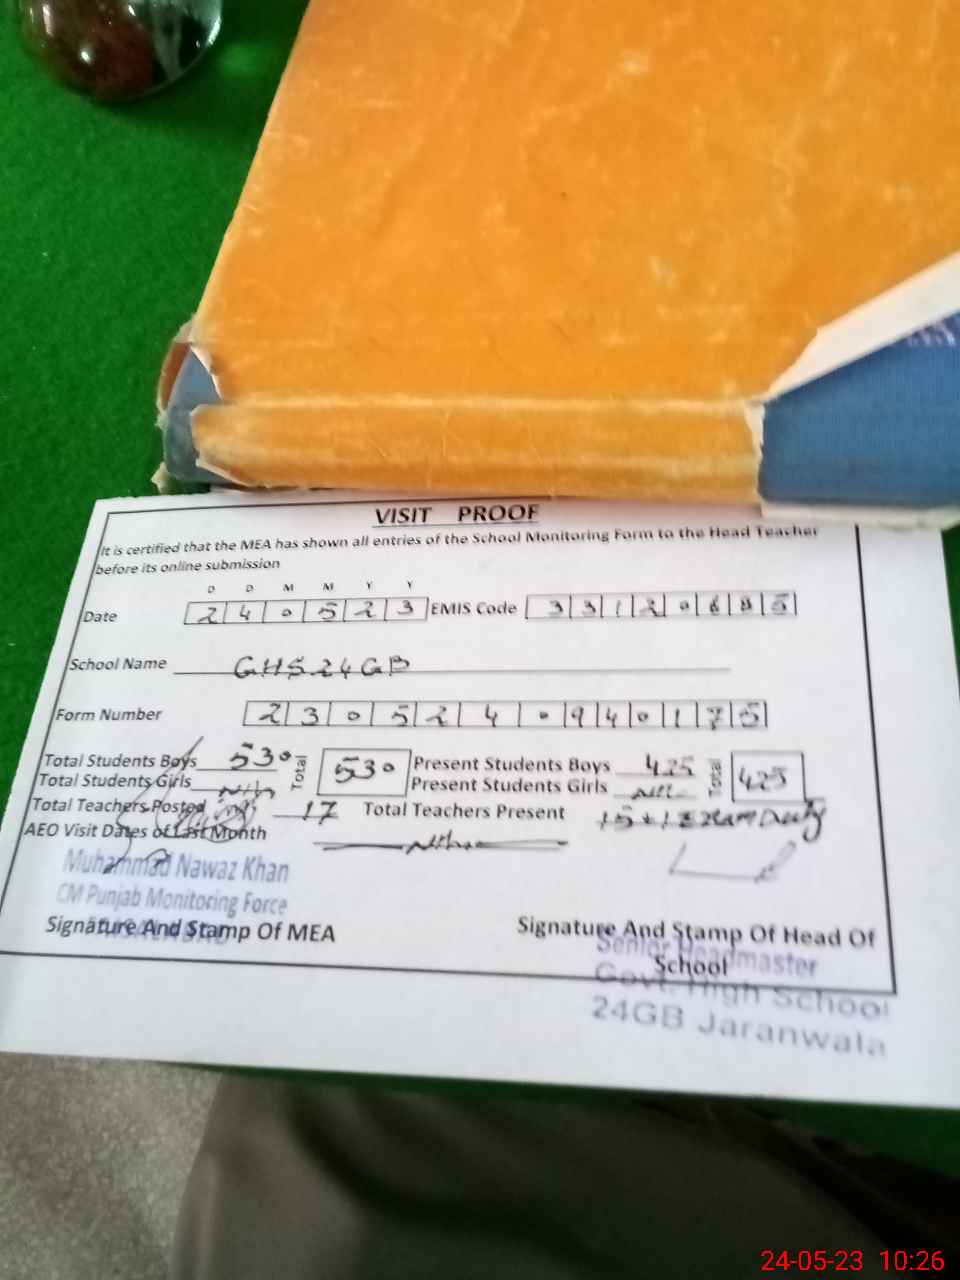 VISIT PROOF
It is certified that the MEA has shown all entries of the School Monitoring Form to the Head Teacher
before its online submission
D D M M Y Y
Date 2 4 0 5 2 3 EMIS Code 3 3 1 2 0 6 8 5
School Name GHS 24 GB
Form Number 2 3 0 5 2 4 0 9 4 0 1 7 5
Total Students Boys 530 Total 530 Present Students Boys 425 Total 425
Total Students Girls Nil Present Students Girls Nil
Total Teachers Posted 17 Total Teachers Present 15+1 Exam Duty
AEO Visit Dates of Last Month Nil
Muhammad Nawaz Khan
CM Punjab Monitoring Force
FAISALABAD
Signature And Stamp Of MEA
Signature And Stamp Of Head Of
School
Senior Headmaster
Govt. High School
24GB Jaranwala
24-05-23 10:26